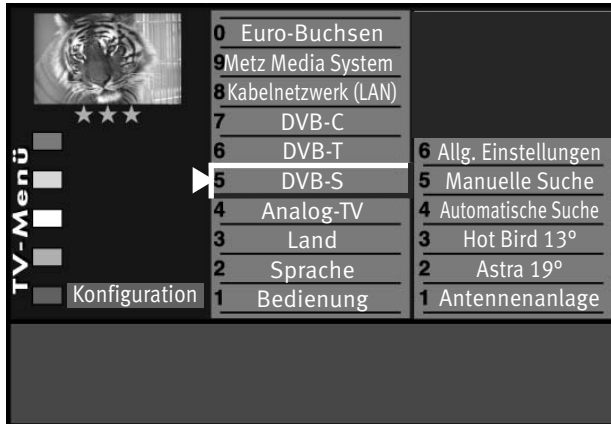 TV-Menü
Konfiguration
0 Euro-Buchsen
9 Metz Media System
8 Kabelnetzwerk (LAN)
7 DVB-C
6 DVB-T
5 DVB-S
4 Analog-TV
3 Land
2 Sprache
1 Bedienung
6 Allg. Einstellungen
5 Manuelle Suche
4 Automatische Suche
3 Hot Bird 13°
2 Astra 19°
1 Antennenanlage